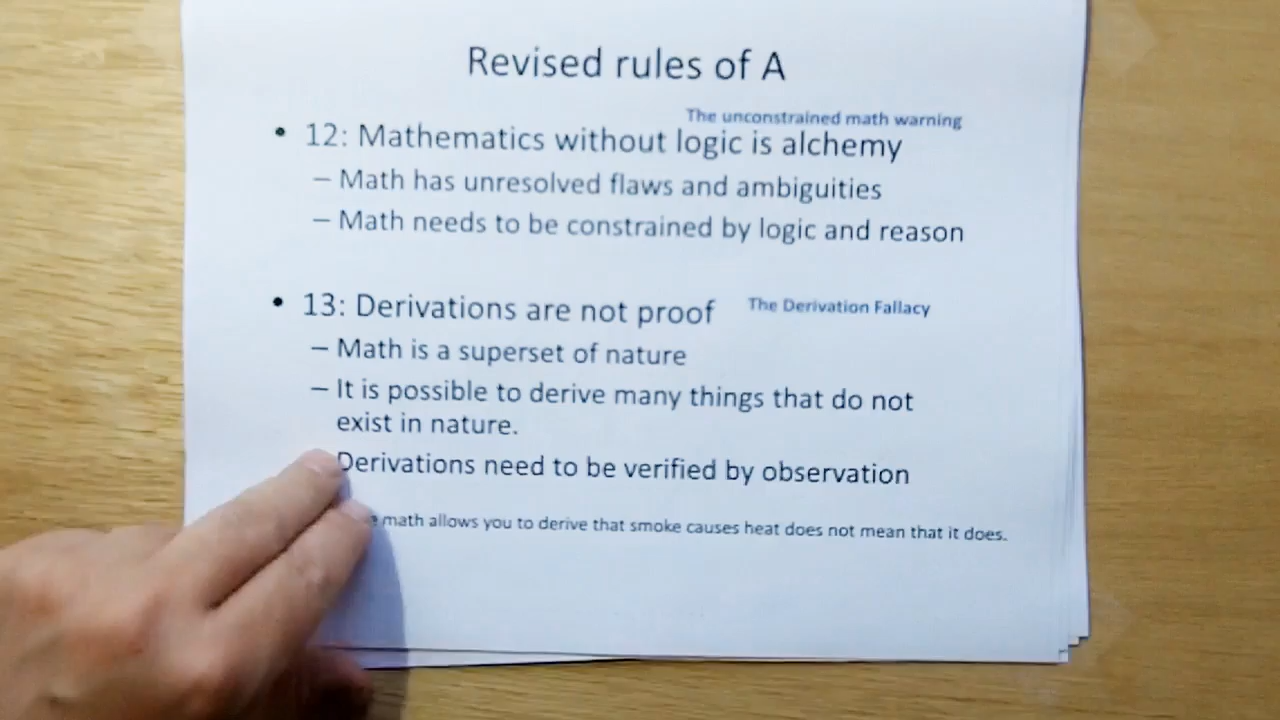 Revised rules of A
The unconstrained math warning
• 12: Mathematics without logic is alchemy
– Math has unresolved flaws and ambiguities
– Math needs to be constrained by logic and reason
• 13: Derivations are not proof The Derivation Fallacy
– Math is a superset of nature
– It is possible to derive many things that do not
exist in nature.
Derivations need to be verified by observation
math allows you to derive that smoke causes heat does not mean that it does.